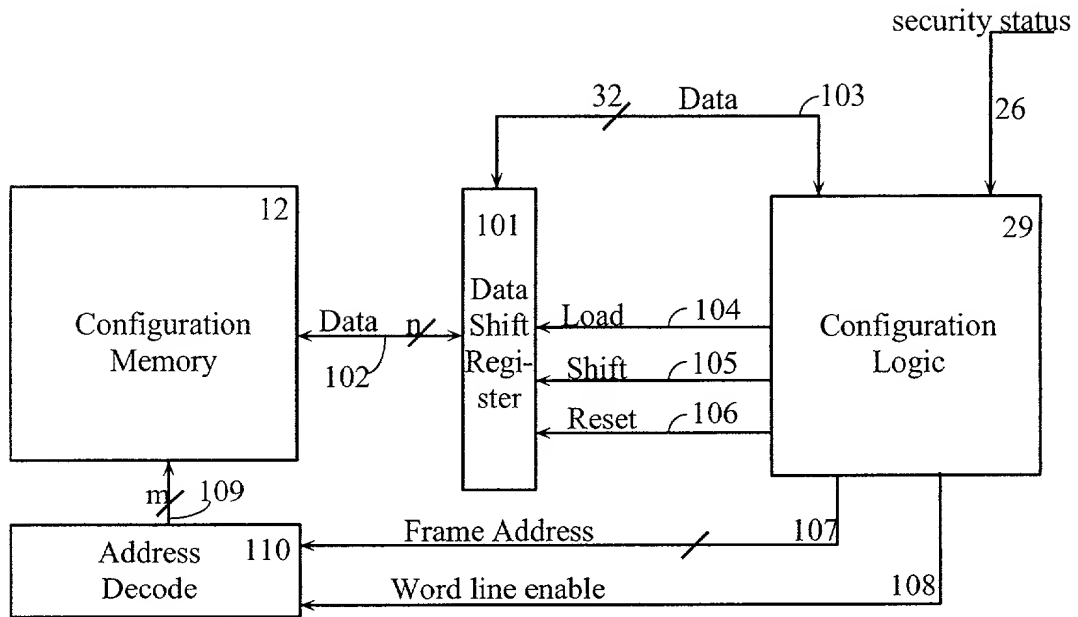 security status
32 Data 103
26
12
101
29
Data
Shift
Regi-
ster
Configuration
Memory
Data n
102
Load 104
Shift 105
Reset 106
Configuration
Logic
m 109
Address
Decode
110
Frame Address 107
Word line enable 108